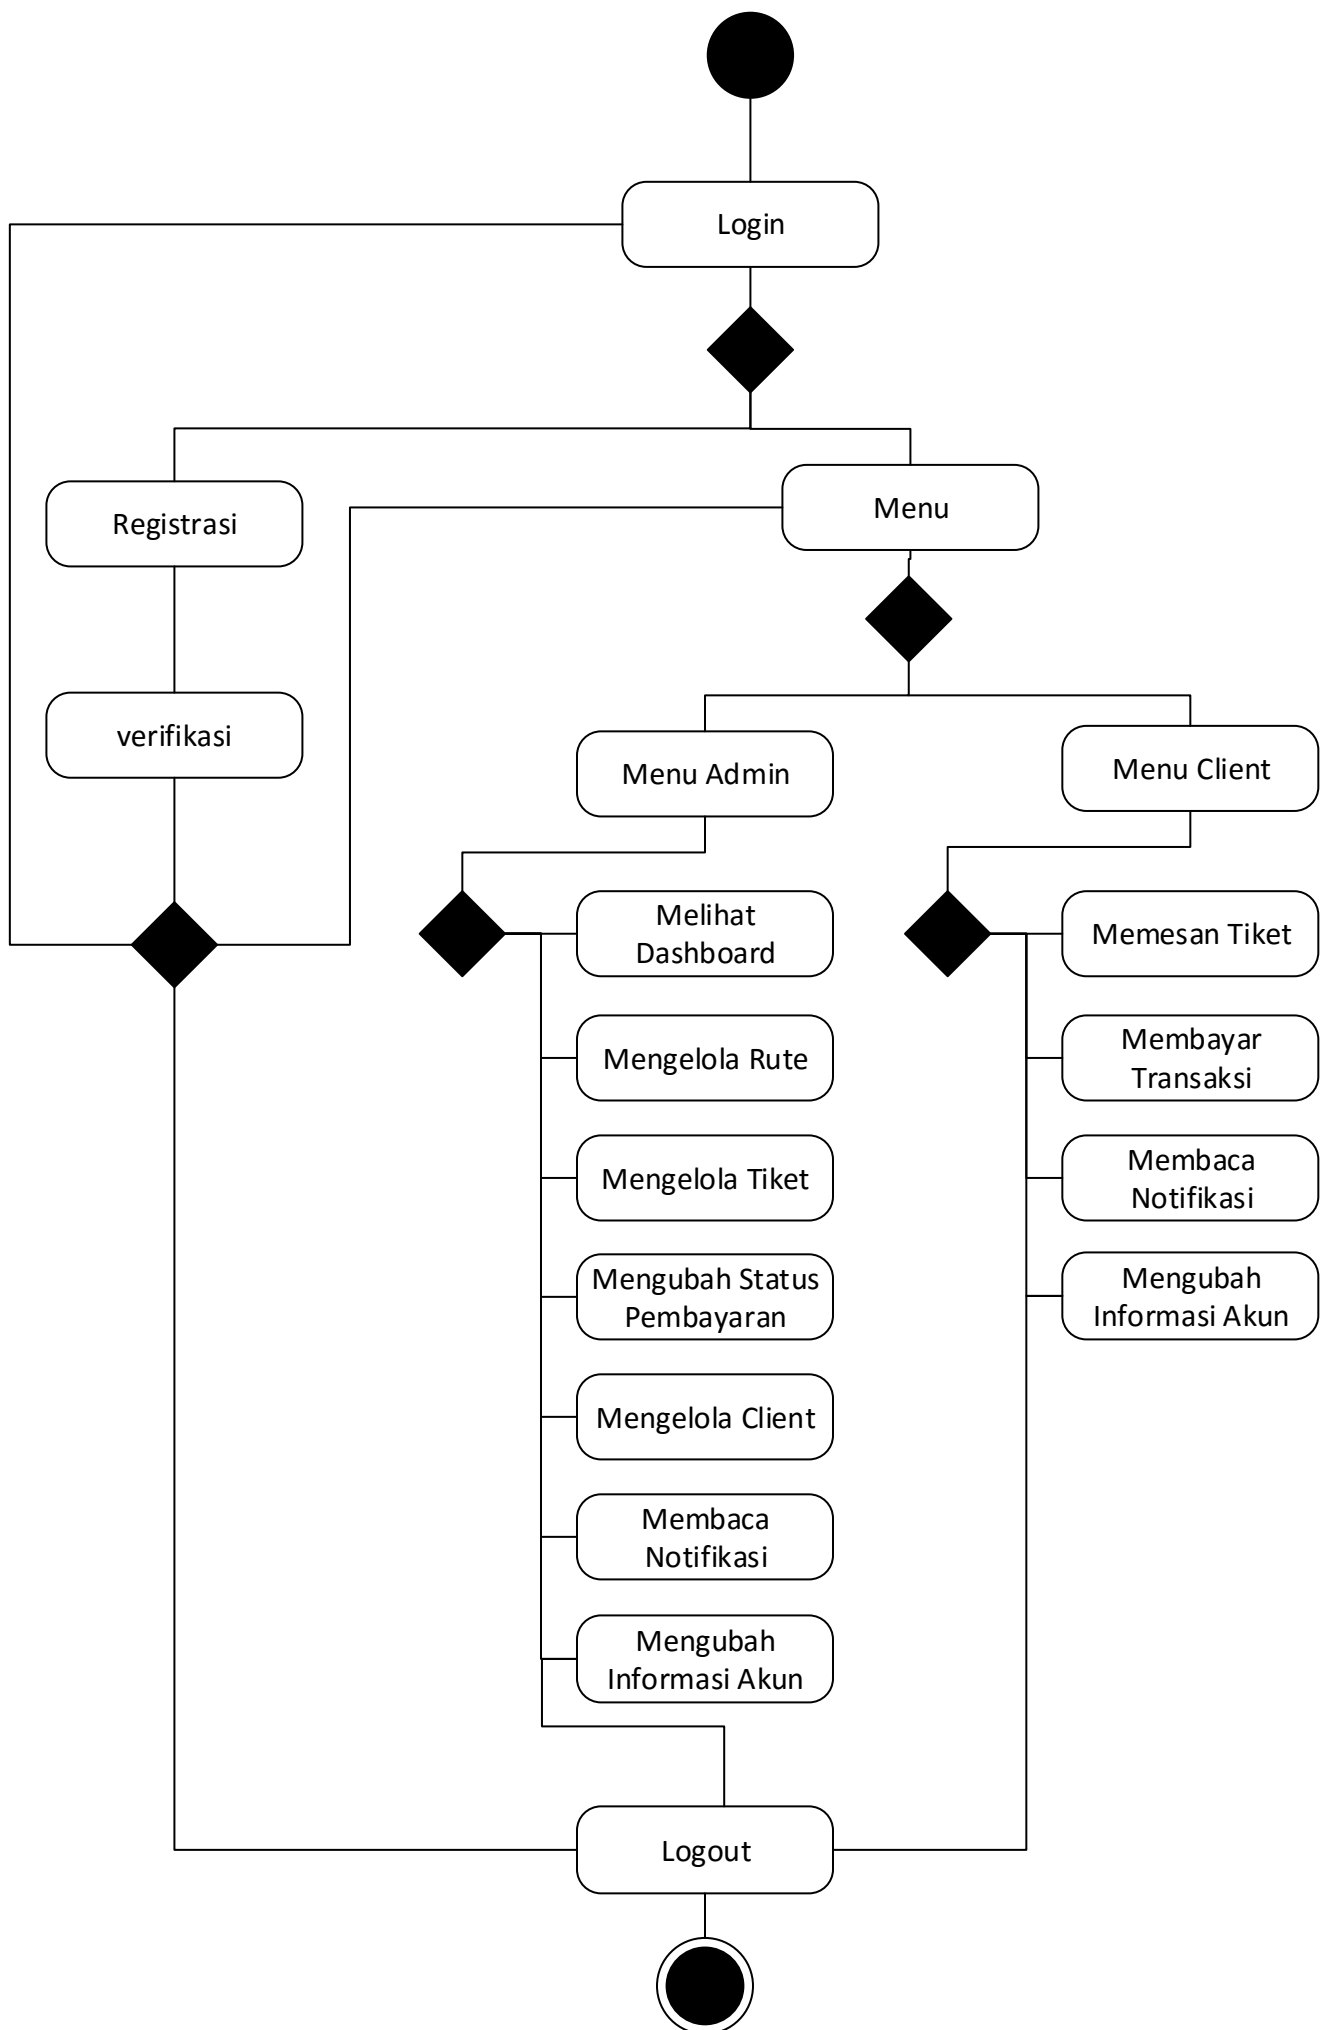 Login
Registrasi
Menu
verifikasi
Menu Admin
Menu Client
Melihat
Dashboard
Memesan Tiket
Mengelola Rute
Membayar
Transaksi
Mengelola Tiket
Membaca
Notifikasi
Mengubah Status
Pembayaran
Mengubah
Informasi Akun
Mengelola Client
Membaca
Notifikasi
Mengubah
Informasi Akun
Logout